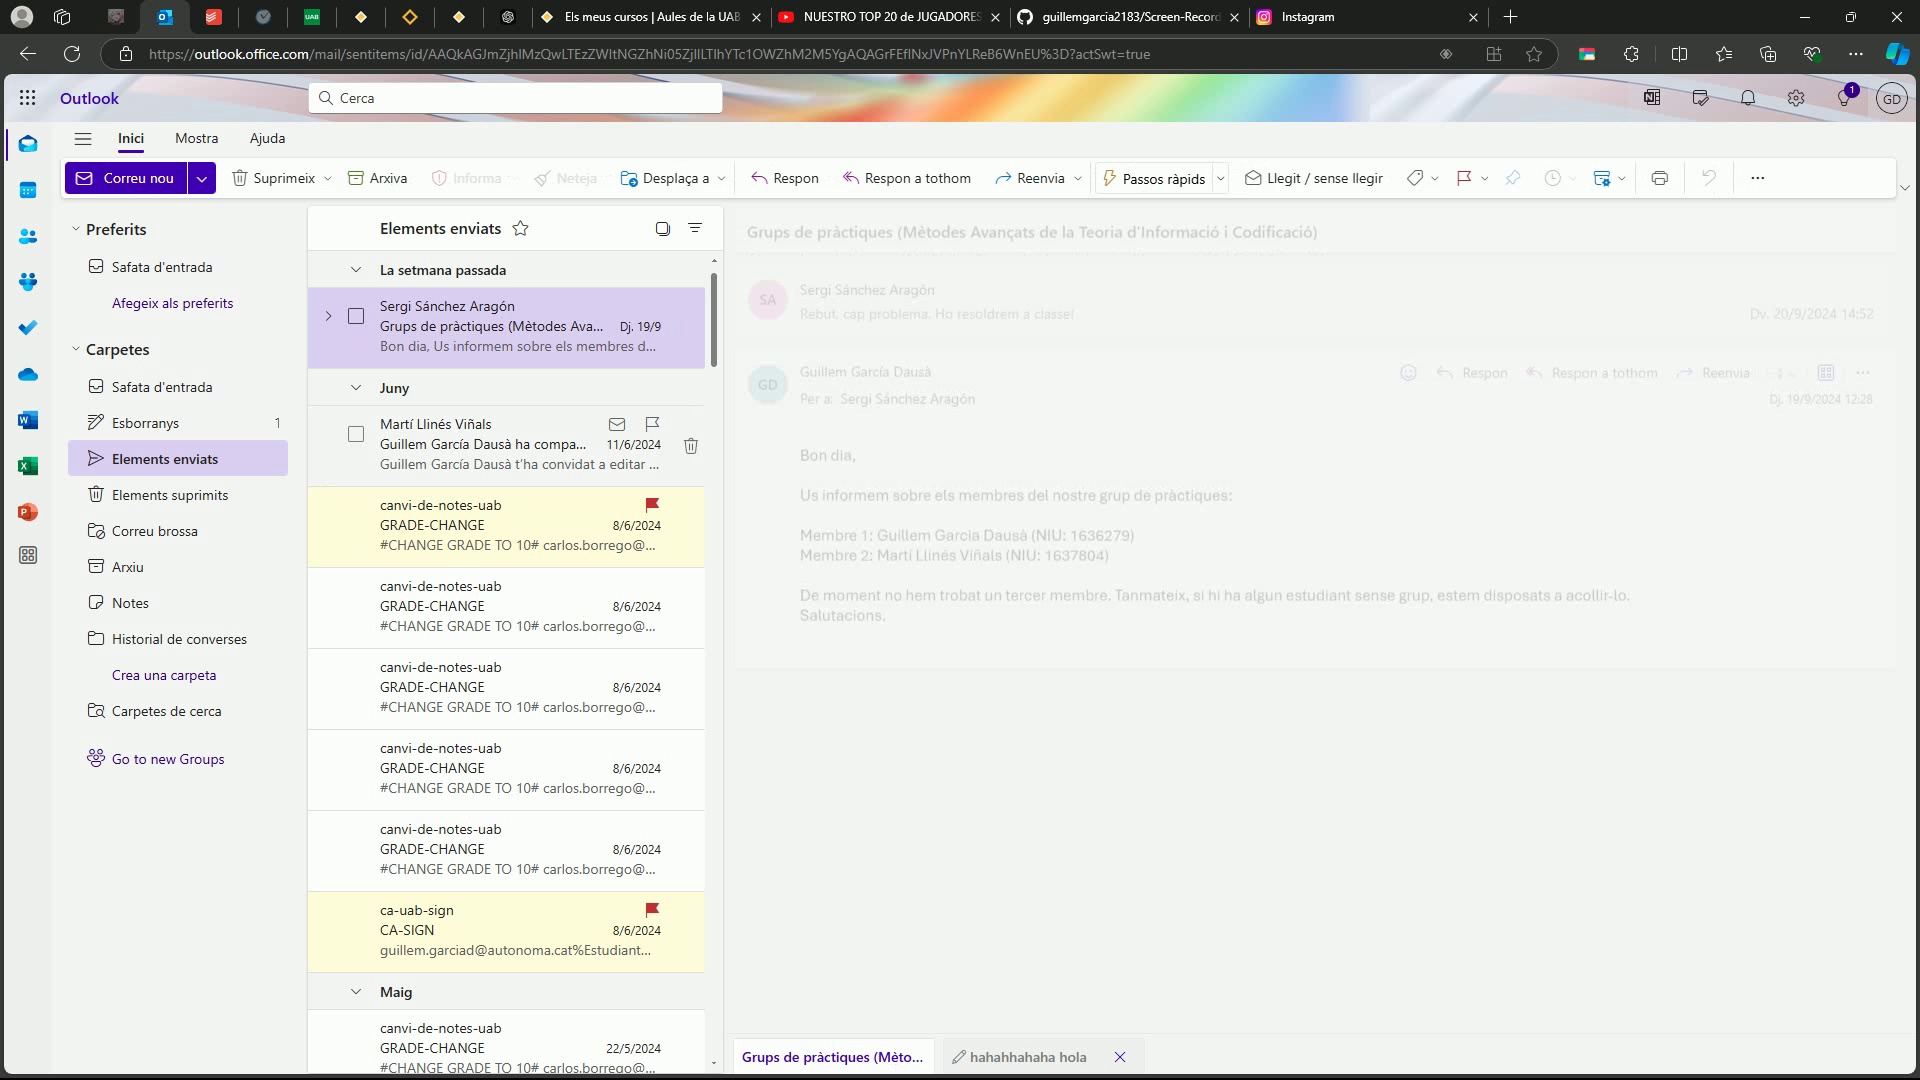 Els meus cursos | Aules de la UAB
NUESTRO TOP 20 de JUGADORES
guillemgarcia2183/Screen-Record
Instagram
https://outlook.office.com/mail/sentitems/id/
Outlook
Cerca
1
GD
Inici
Mostra
Ajuda
Correu nou
Suprimeix
Arxiva
Informa
Neteja
Desplaça a
Respon
Respon a tothom
Reenvia
Passos ràpids
Llegit / sense llegir
Preferits
Safata d'entrada
Afegeix als preferits
Carpetes
Safata d'entrada
Esborranys 1
Elements enviats
Elements suprimits
Correu brossa
Arxiu
Notes
Historial de converses
Crea una carpeta
Carpetes de cerca
Go to new Groups
Elements enviats
La setmana passada
Sergi Sánchez Aragón
Grups de pràctiques (Mètodes Ava... Dj. 19/9
Bon dia, Us informem sobre els membres d...
Juny
Martí Llinés Viñals
Guillem García Dausà ha compa... 11/6/2024
Guillem García Dausà t'ha convidat a editar ...
canvi-de-notes-uab
GRADE-CHANGE 8/6/2024
#CHANGE GRADE TO 10# carlos.borrego@...
canvi-de-notes-uab
GRADE-CHANGE 8/6/2024
#CHANGE GRADE TO 10# carlos.borrego@...
canvi-de-notes-uab
GRADE-CHANGE 8/6/2024
#CHANGE GRADE TO 10# carlos.borrego@...
canvi-de-notes-uab
GRADE-CHANGE 8/6/2024
#CHANGE GRADE TO 10# carlos.borrego@...
canvi-de-notes-uab
GRADE-CHANGE 8/6/2024
#CHANGE GRADE TO 10# carlos.borrego@...
ca-uab-sign
CA-SIGN 8/6/2024
guillem.garciad@autonoma.cat%Estudiant...
Maig
canvi-de-notes-uab
GRADE-CHANGE 22/5/2024
#CHANGE GRADE TO 10# carlos.borrego@...
Grups de pràctiques (Mètodes Avançats de la Teoria d'Informació i Codificació)
SA
Sergi Sánchez Aragón
Rebut, cap problema. Ho resoldrem a classe!
Dv. 20/9/2024 14:52
GD
Guillem García Dausà
Respon
Respon a tothom
Reenvia
Per a: Sergi Sánchez Aragón
Dj. 19/9/2024 12:28
Bon dia,
Us informem sobre els membres del nostre grup de pràctiques:
Membre 1: Guillem Garcia Dausà (NIU: 1636279)
Membre 2: Martí Llinés Viñals (NIU: 1637804)
De moment no hem trobat un tercer membre. Tanmateix, si hi ha algun estudiant sense grup, estem disposats a acollir-lo.
Salutacions.
Grups de pràctiques (Mèto...
hahahhahaha hola